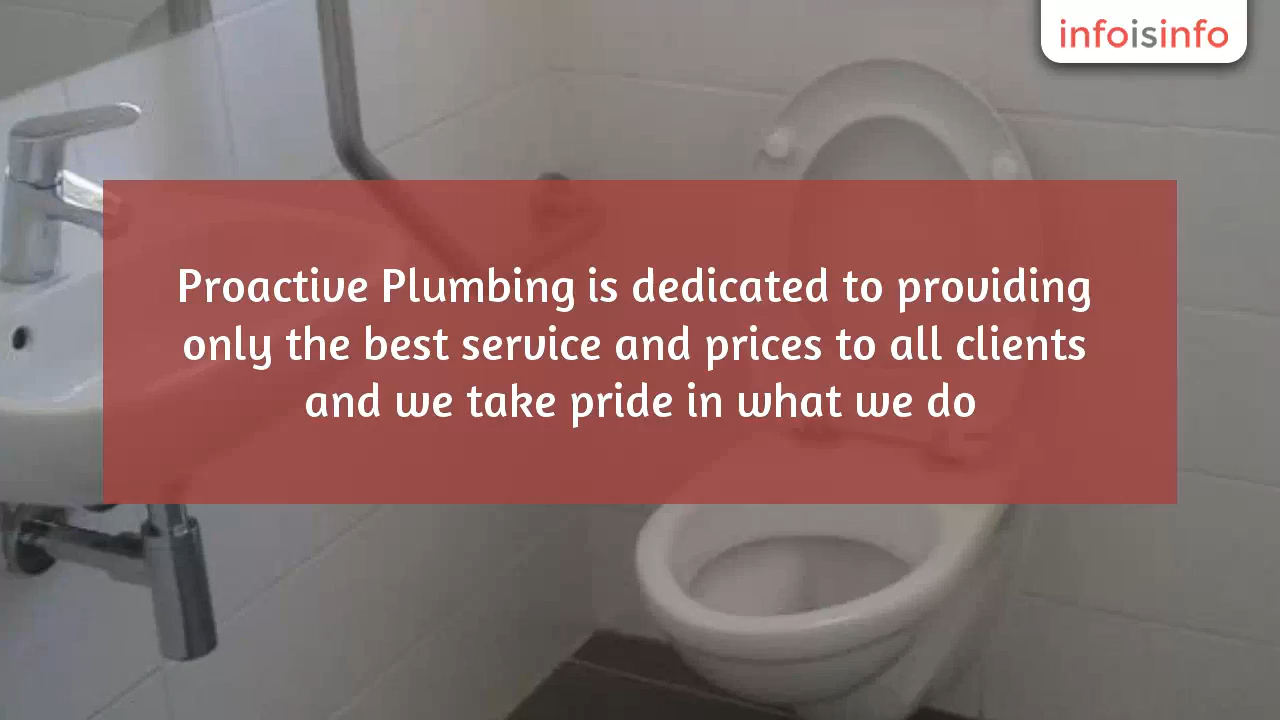 infoisinfo
Proactive Plumbing is dedicated to providing
only the best service and prices to all clients
and we take pride in what we do